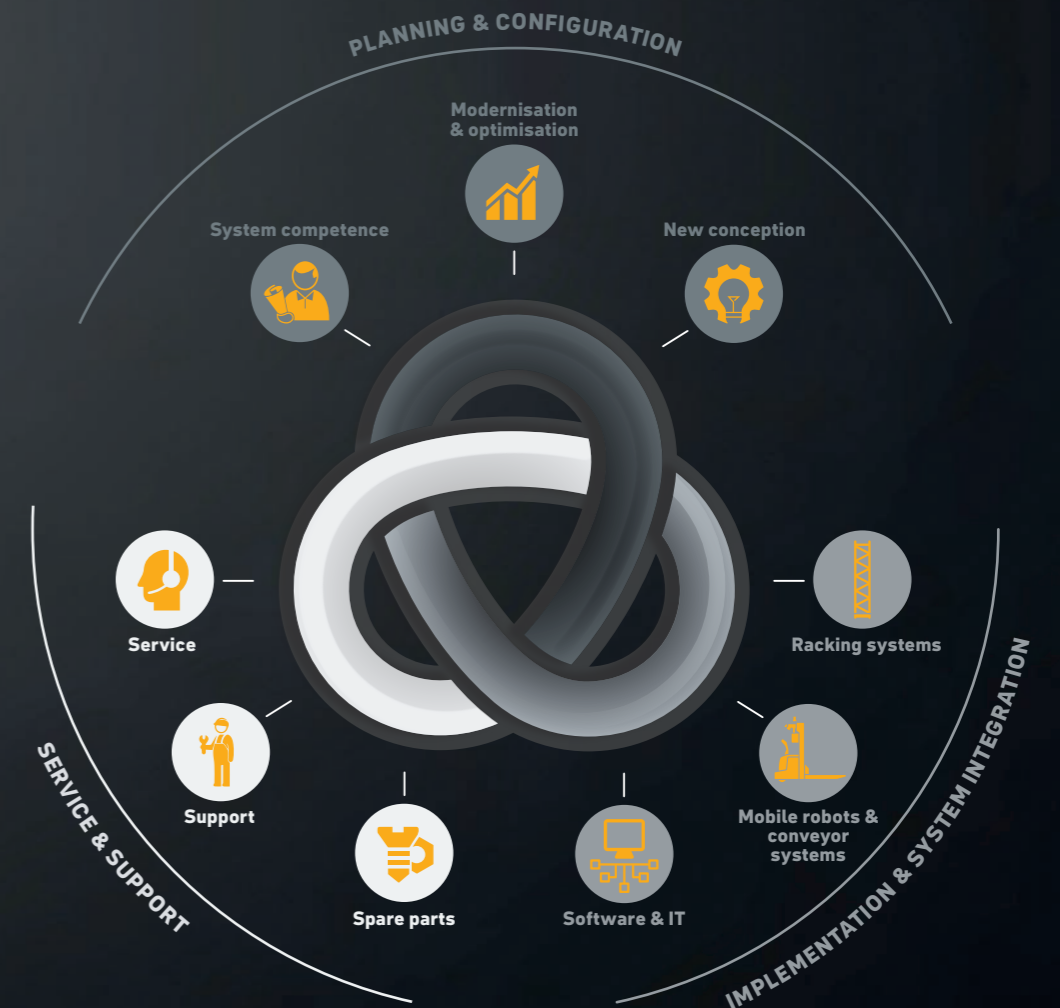 PLANNING & CONFIGURATION
Modernisation
& optimisation
System competence
New conception
Service
Racking systems
Support
Mobile robots &
conveyor
systems
Spare parts
Software & IT
SERVICE & SUPPORT
IMPLEMENTATION & SYSTEM INTEGRATION